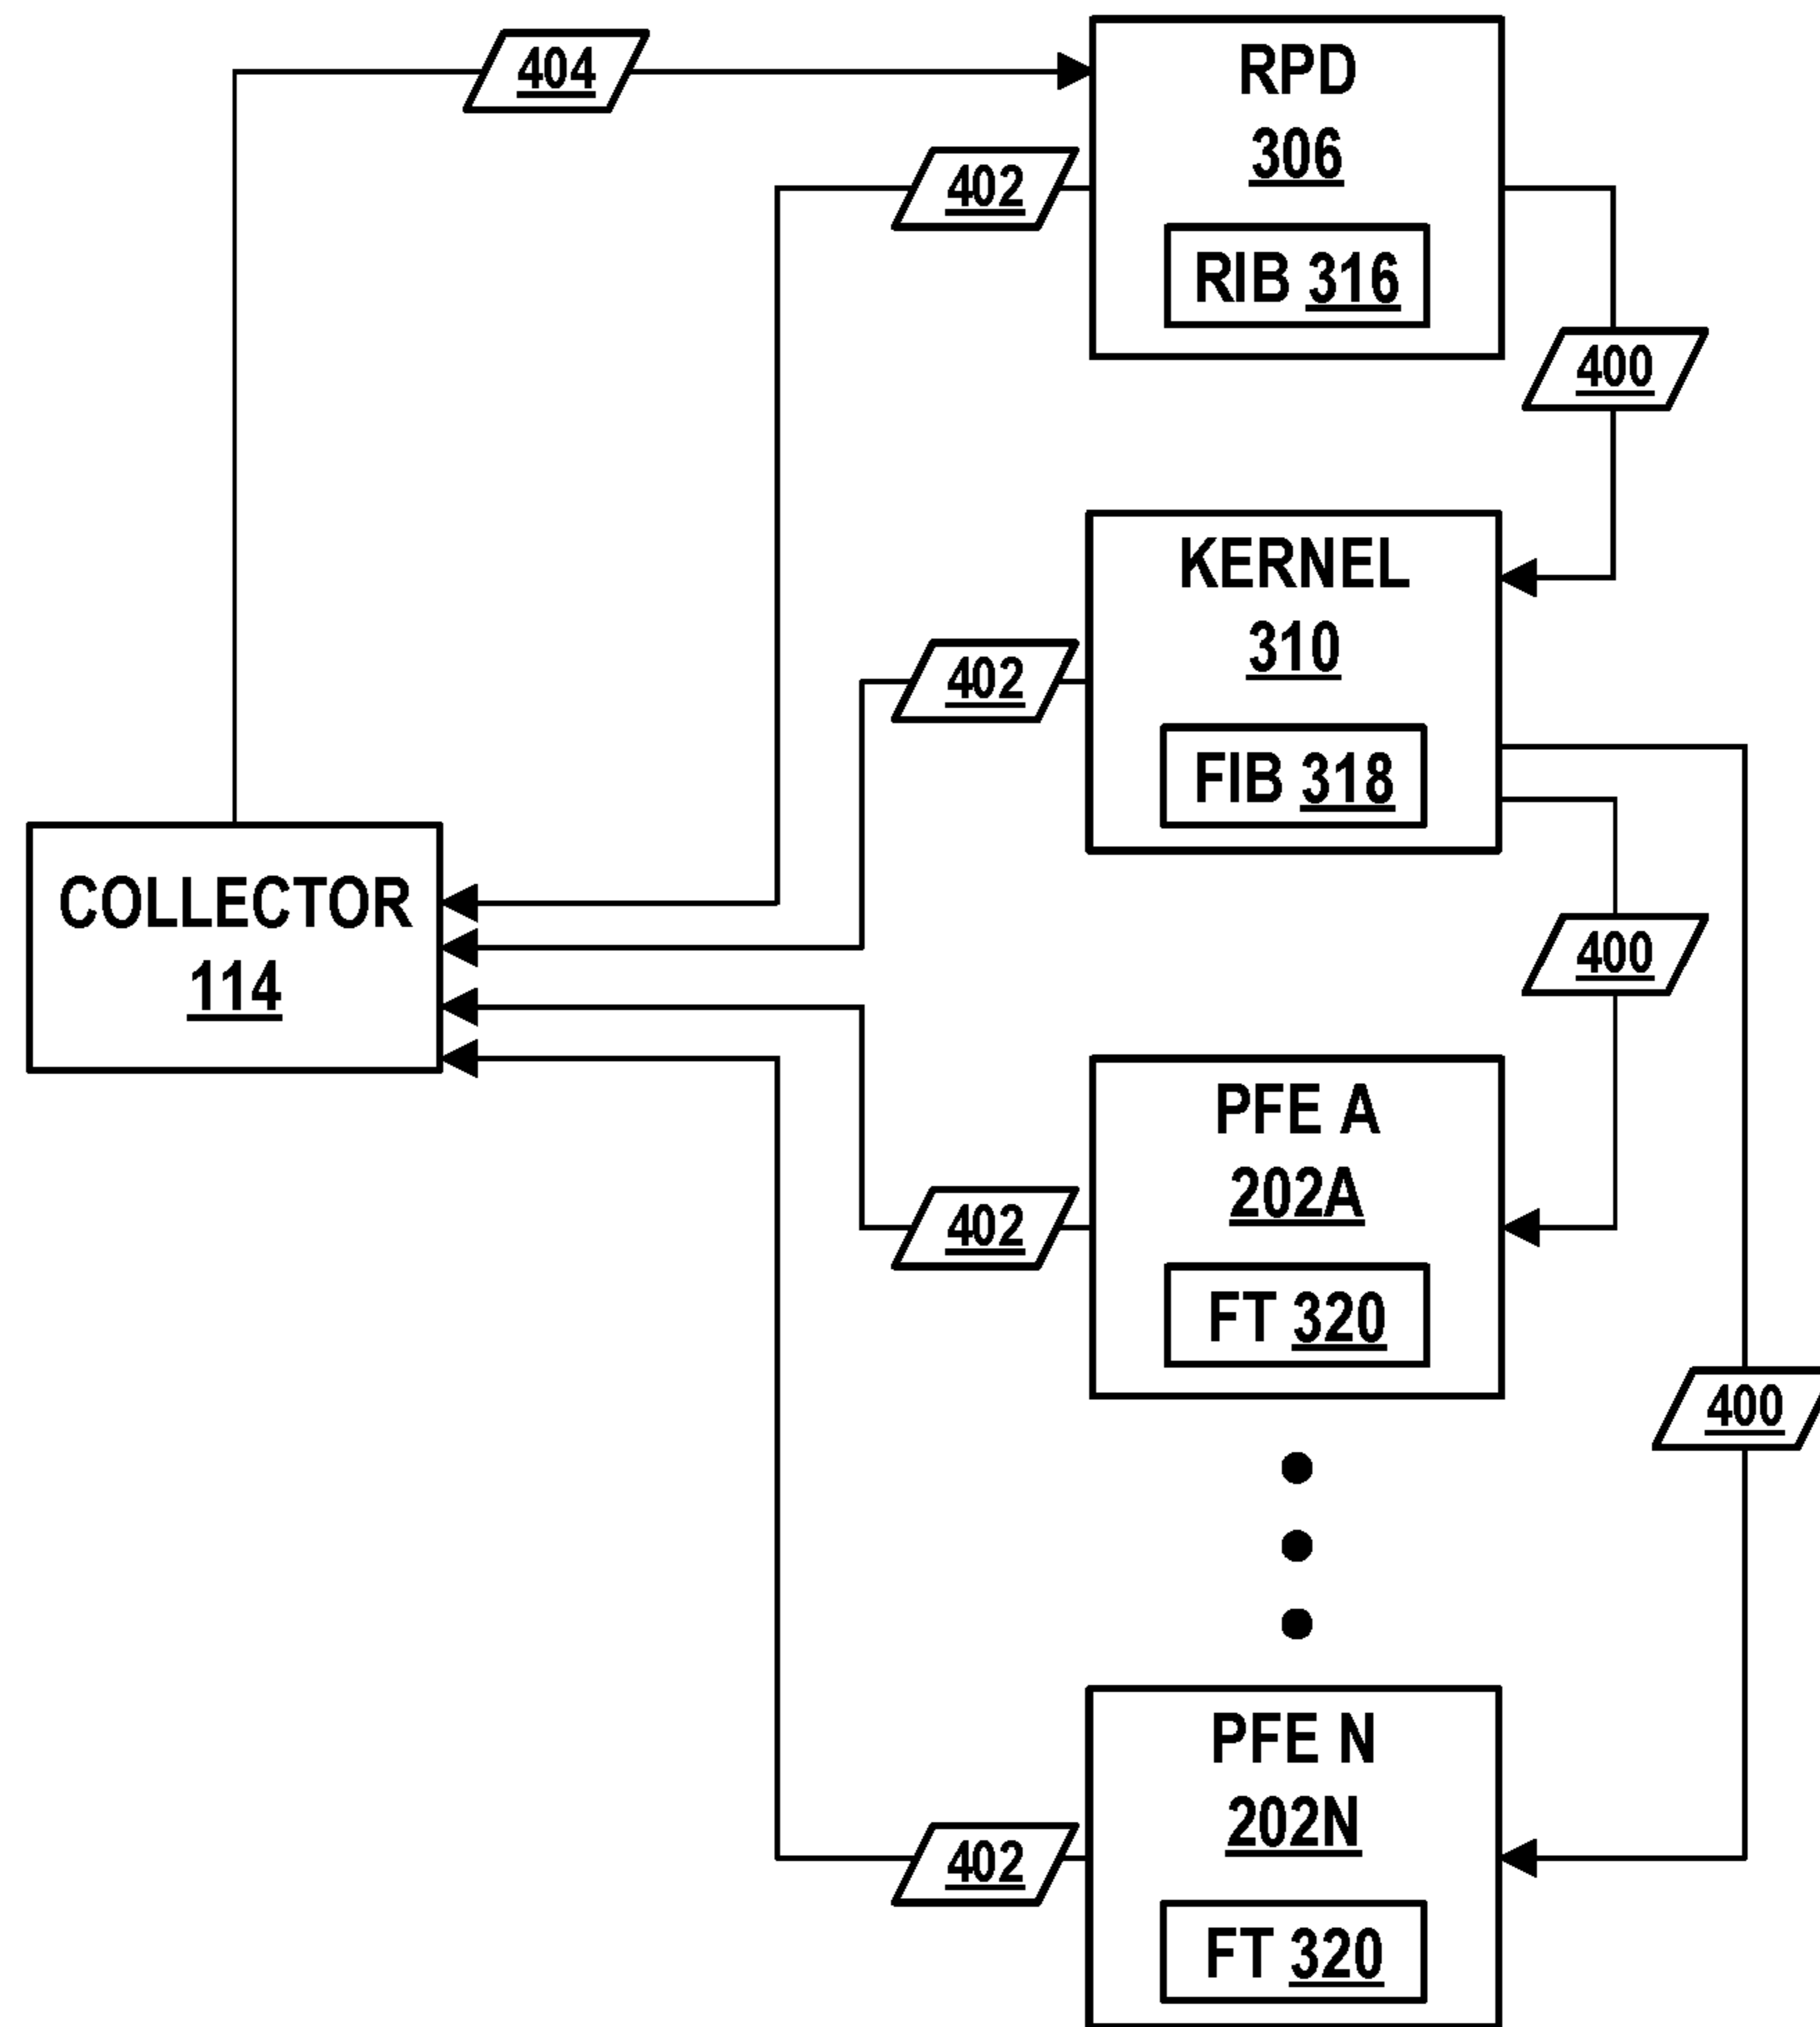 404
RPD
306
402
RIB 316
400
KERNEL
310
402
FIB 318
COLLECTOR
114
400
PFE A
202A
402
FT 320
400
PFE N
202N
402
FT 320